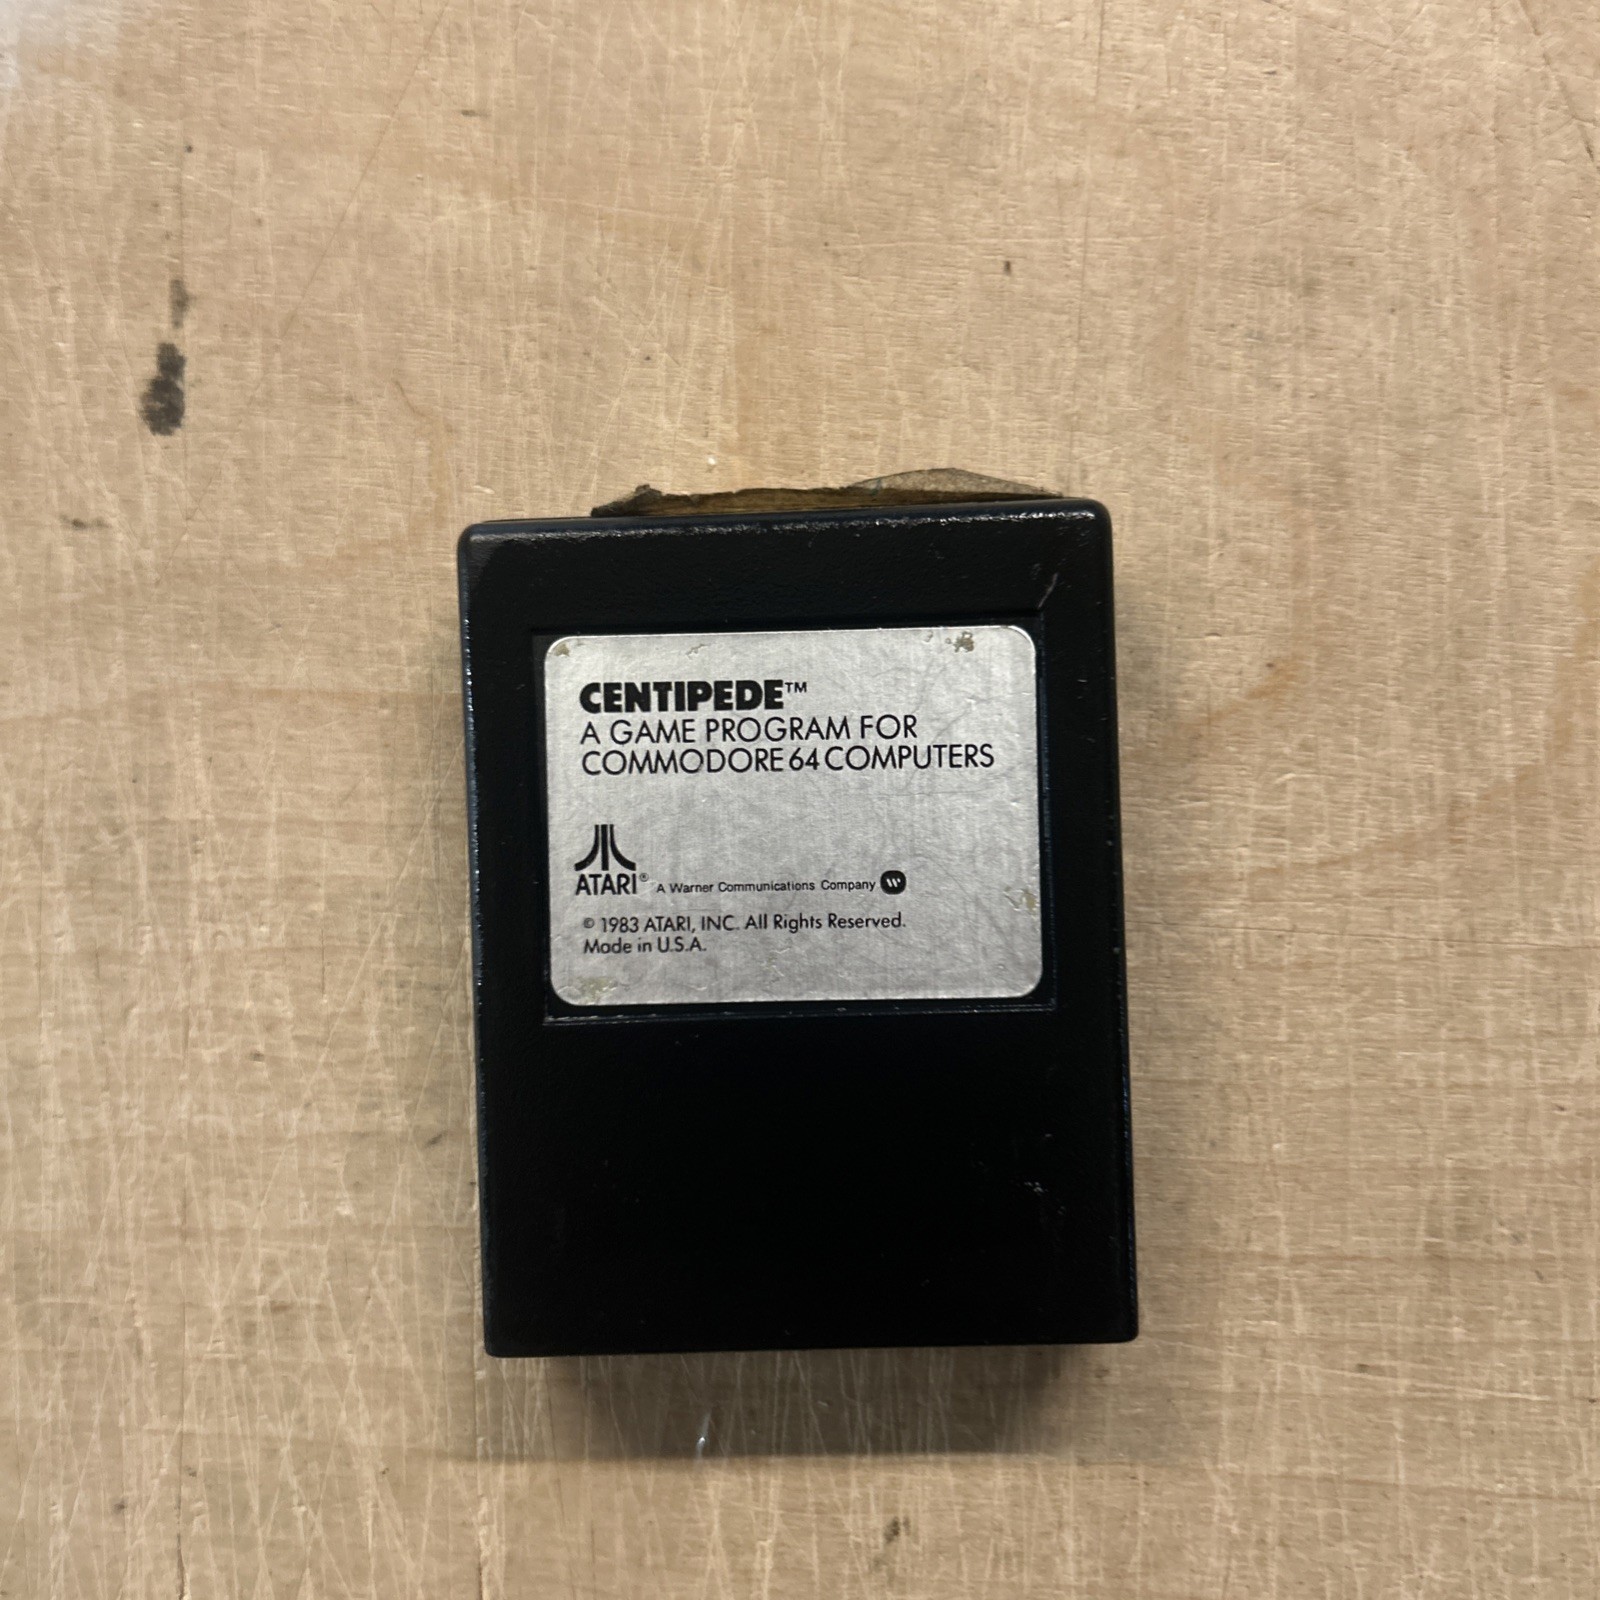 CENTIPEDE™
A GAME PROGRAM FOR
COMMODORE 64 COMPUTERS
ATARI® A Warner Communications Company
© 1983 ATARI, INC. All Rights Reserved.
Made in U.S.A.